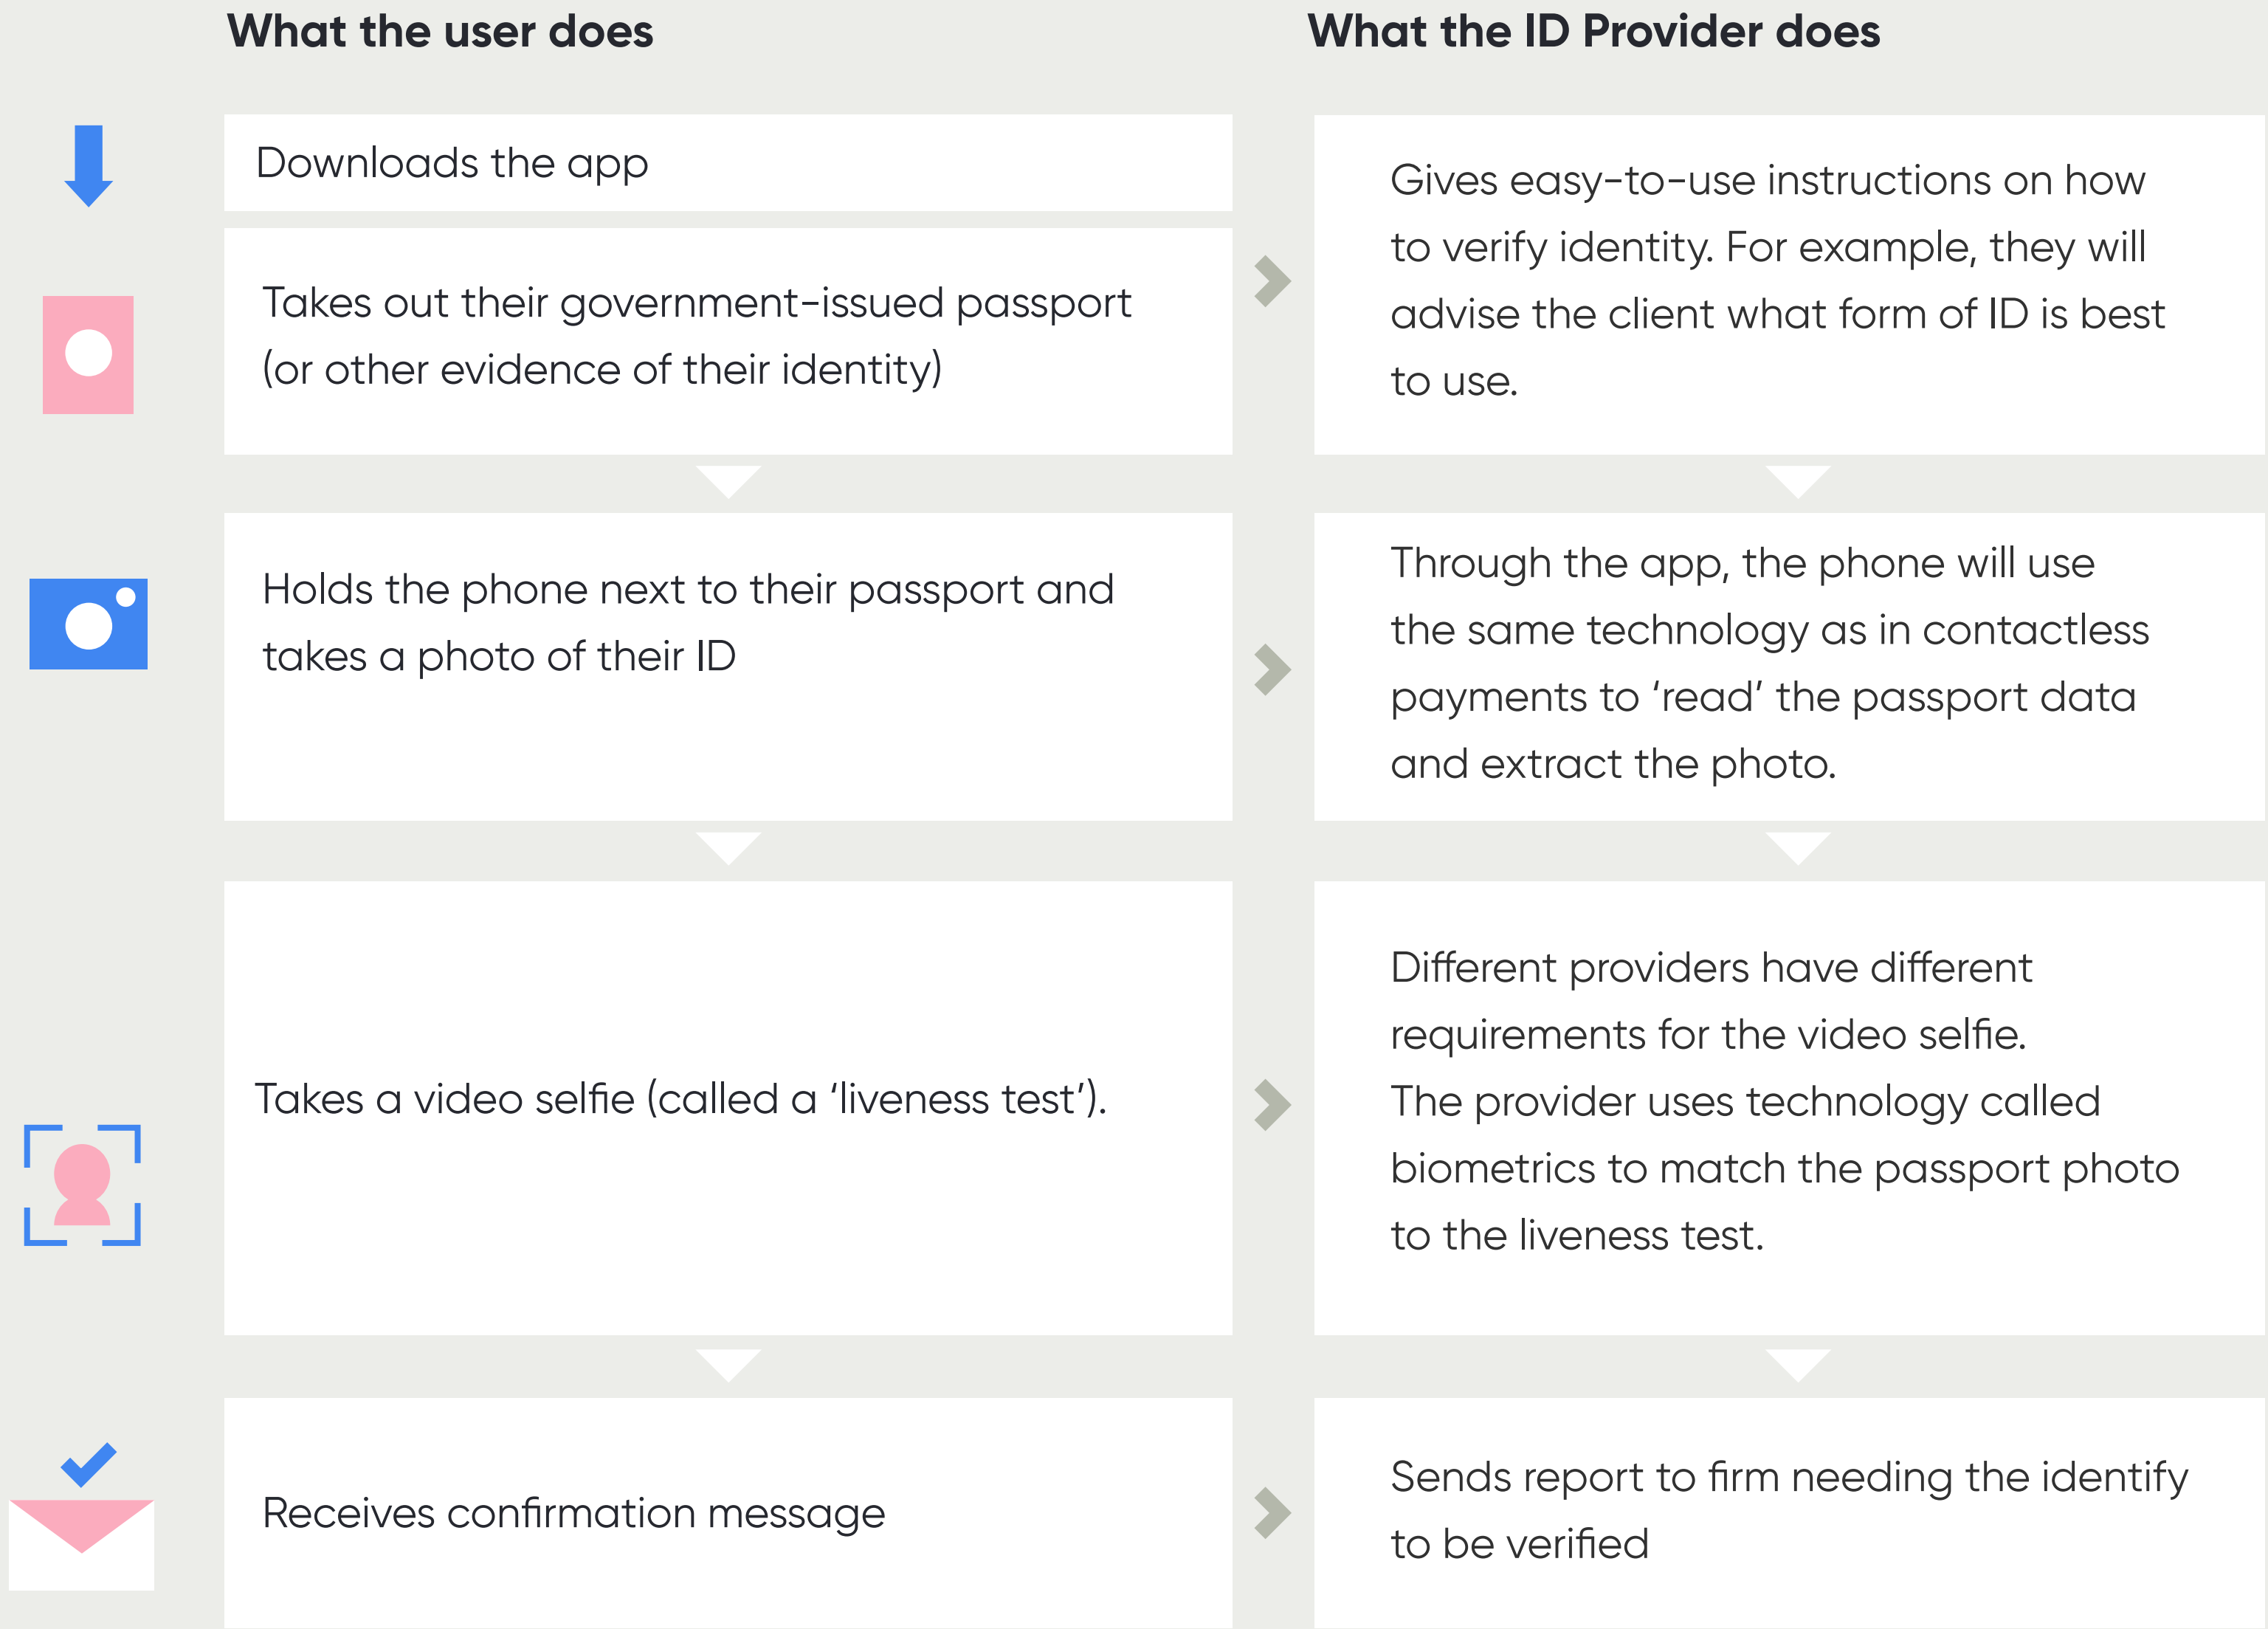 What the user does
What the ID Provider does
Downloads the app
Gives easy-to-use instructions on how
to verify identity. For example, they will
advise the client what form of ID is best
to use.
Takes out their government-issued passport
(or other evidence of their identity)
Holds the phone next to their passport and
takes a photo of their ID
Through the app, the phone will use
the same technology as in contactless
payments to ‘read’ the passport data
and extract the photo.
Takes a video selfie (called a ‘liveness test’).
Different providers have different
requirements for the video selfie.
The provider uses technology called
biometrics to match the passport photo
to the liveness test.
Receives confirmation message
Sends report to firm needing the identify
to be verified